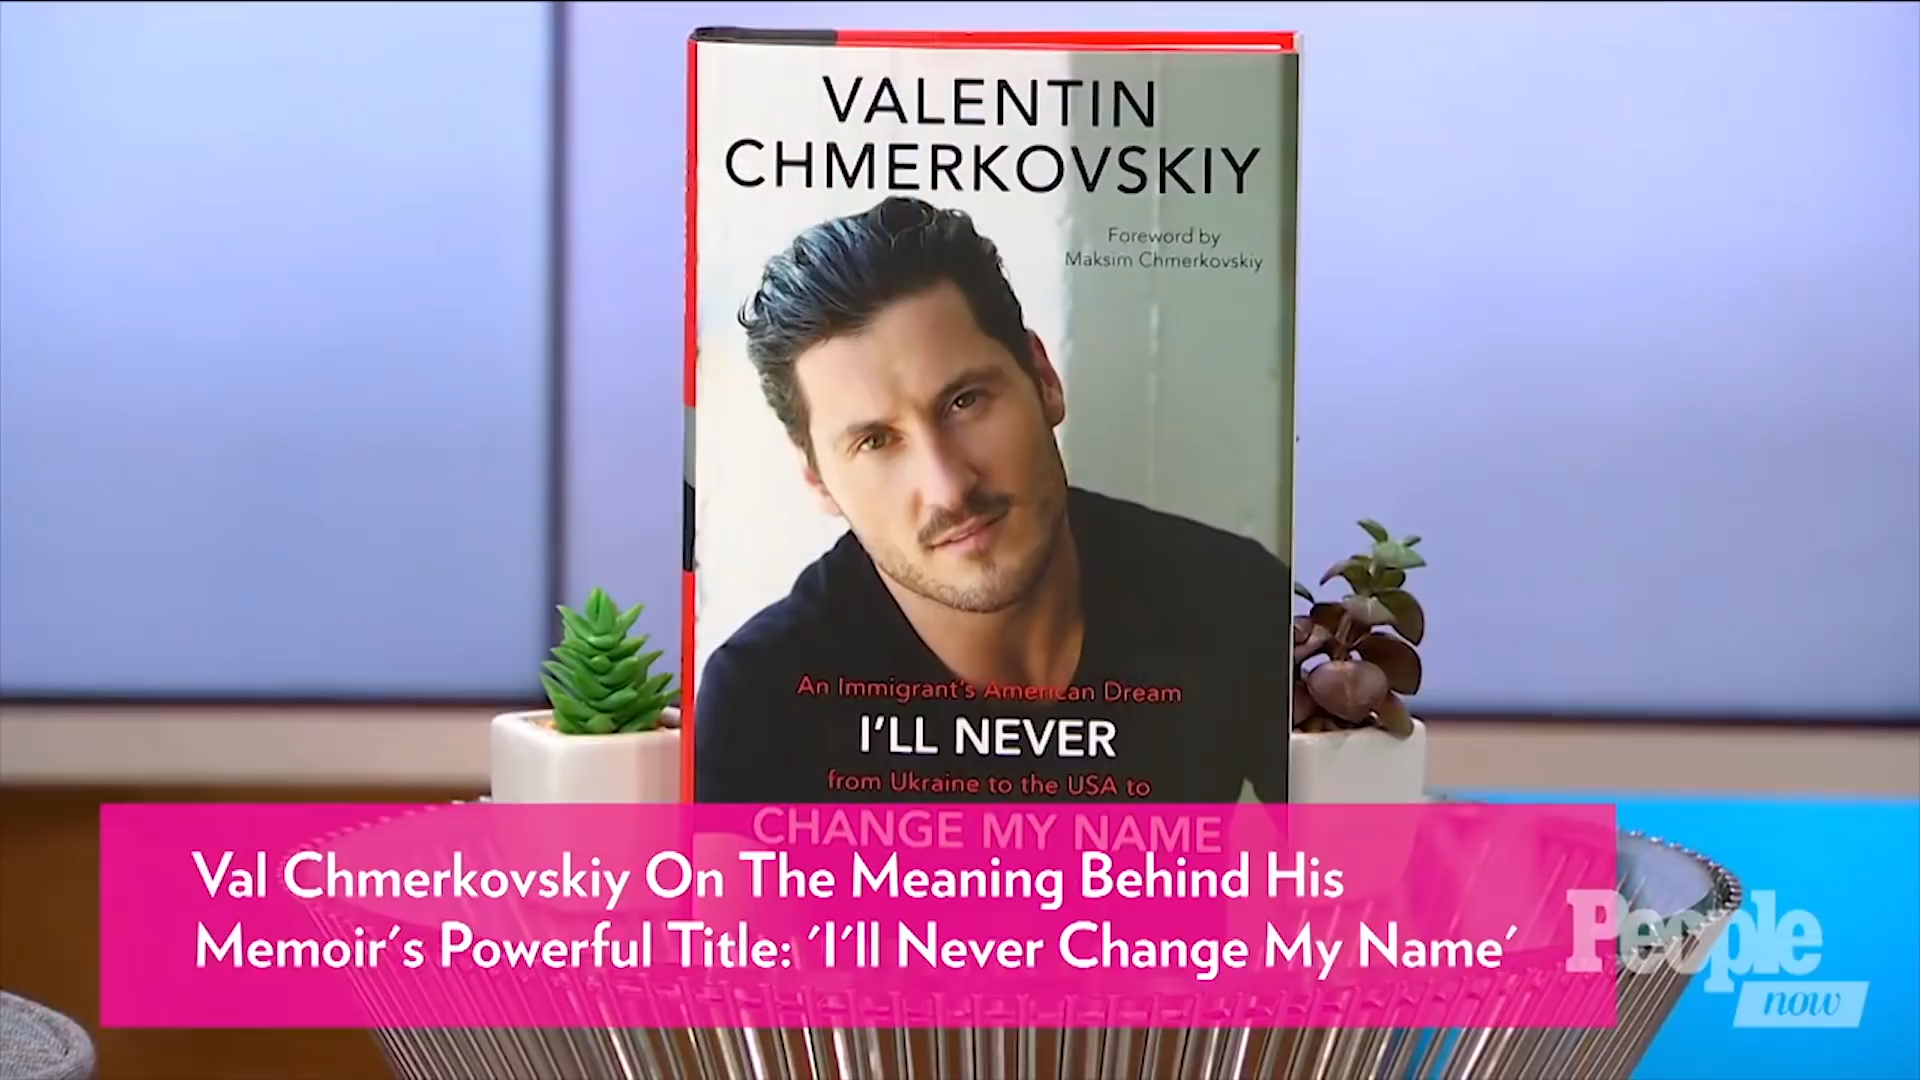 VALENTIN
CHMERKOVSKIY
Foreword by
Maksim Chmerkovskiy
An Immigrant's American Dream
I'LL NEVER
from Ukraine to the USA to
CHANGE MY NAME
Val Chmerkovskiy On The Meaning Behind His
Memoir's Powerful Title: 'I'll Never Change My Name'
People
now